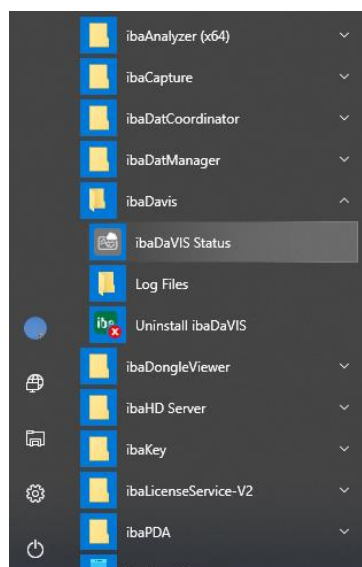 ibaAnalyzer (x64)
ibaCapture
ibaDatCoordinator
ibaDatManager
ibaDavis
ibaDaVIS Status
Log Files
iba
Uninstall ibaDaVIS
ibaDongleViewer
ibaHD Server
ibaKey
ibaLicenseService-V2
ibaPDA